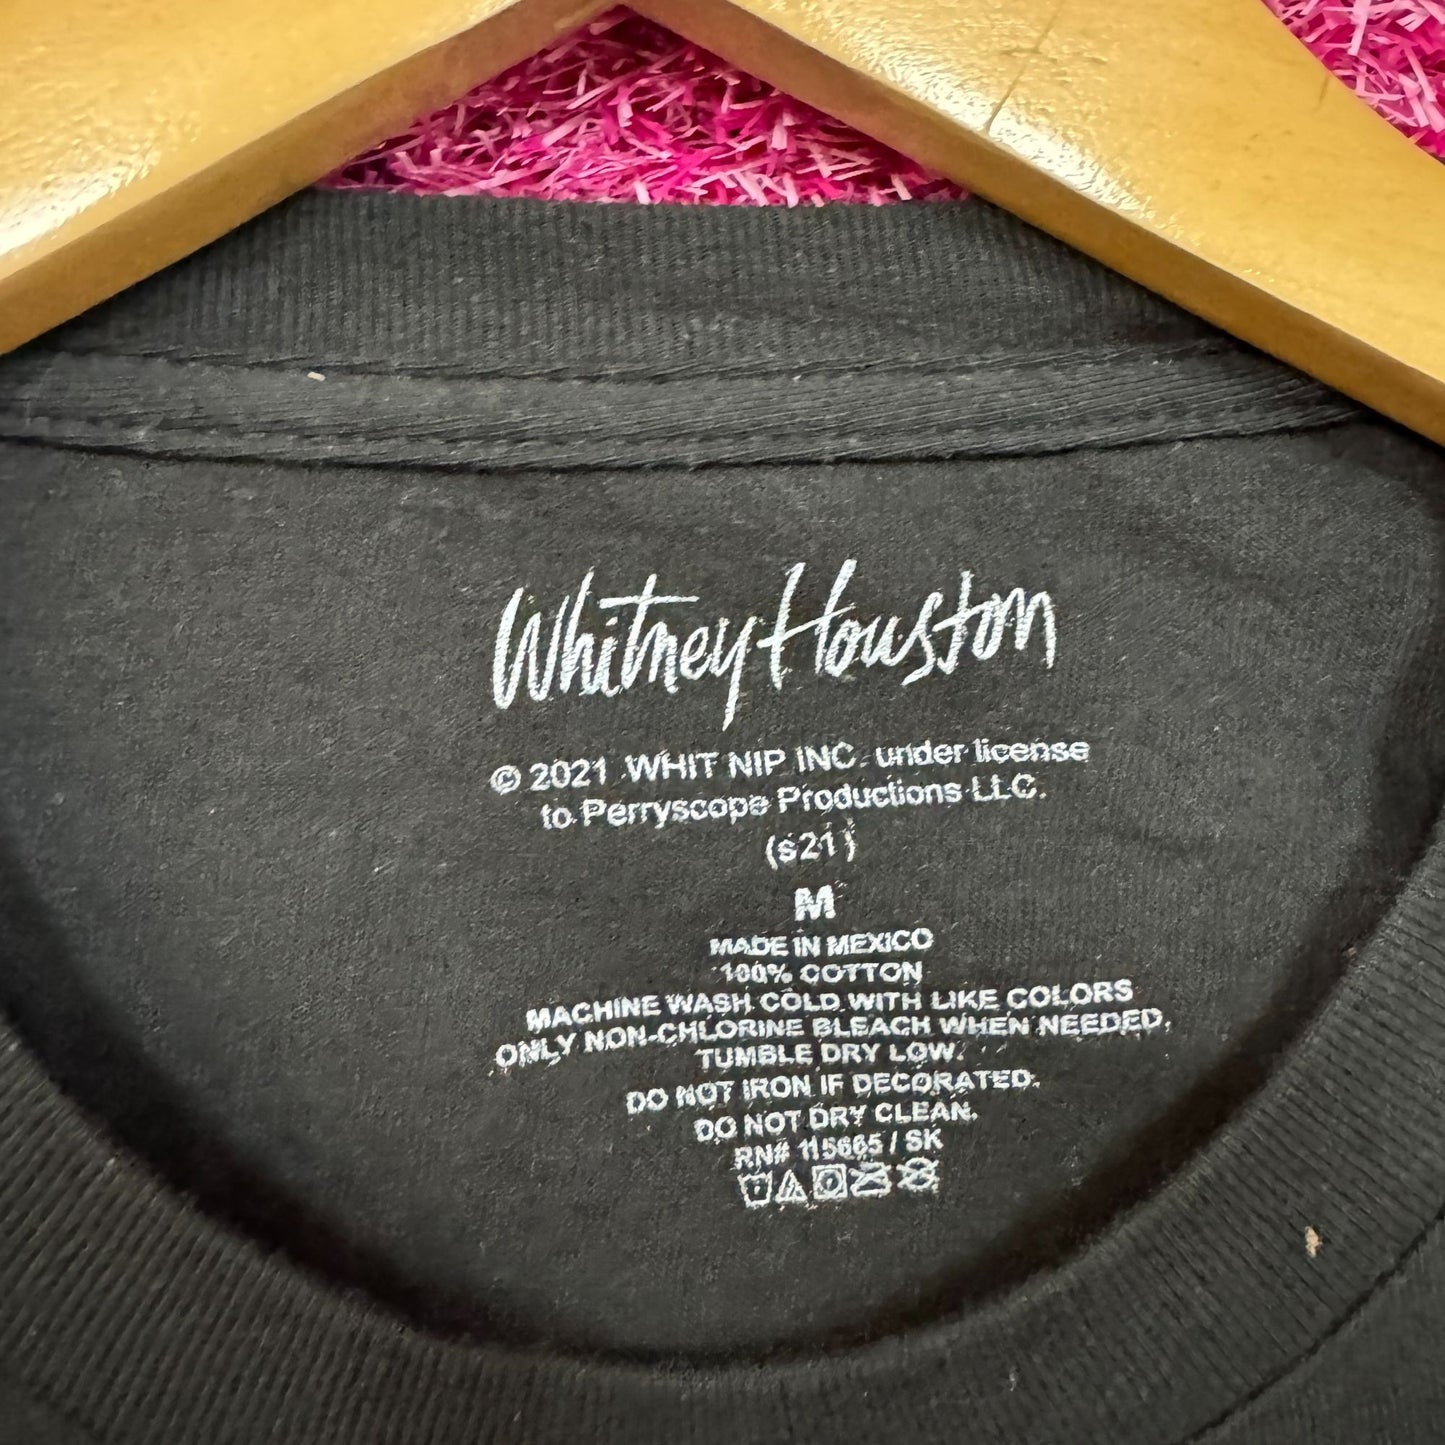 Whitney Houston
© 2021 WHIT NIP INC. under license
to Perryscope Productions LLC.
(s21)
M
MADE IN MEXICO
100% COTTON
MACHINE WASH COLD WITH LIKE COLORS
ONLY NON-CHLORINE BLEACH WHEN NEEDED,
TUMBLE DRY LOW.
DO NOT IRON IF DECORATED.
DO NOT DRY CLEAN.
RN# 115665 / SK